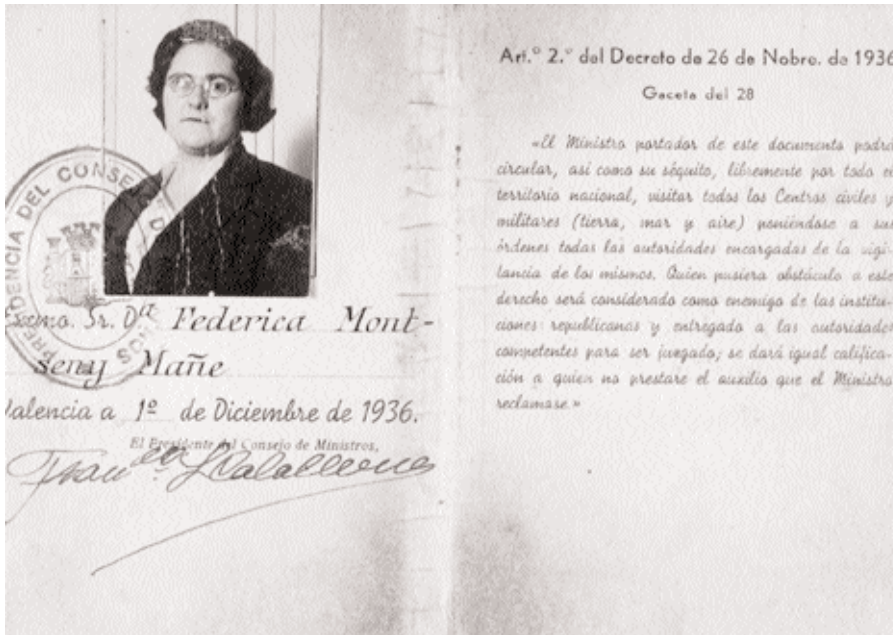 PRESIDENCIA DEL CONSEJO DE
Excmo. Sr. Dª Federica Mont-
seny Mañe
Valencia a 1º de Diciembre de 1936.
El Presidente del Consejo de Ministros,
Art.º 2.º del Decreto de 26 de Nobre. de 1936
Gaceta del 28
«El Ministro portador de este documento podrá
circular, así como su séquito, libremente por todo el
territorio nacional, visitar todos los Centros civiles y
militares (tierra, mar y aire) poniéndose a sus
órdenes todas las autoridades encargadas de la vigi-
lancia de los mismos. Quien pusiera obstáculo a este
derecho será considerado como enemigo de las institu-
ciones republicanas y entregado a las autoridades
competentes para ser juzgado; se dará igual califica-
ción a quien no prestare el auxilio que el Ministro
reclamase.»